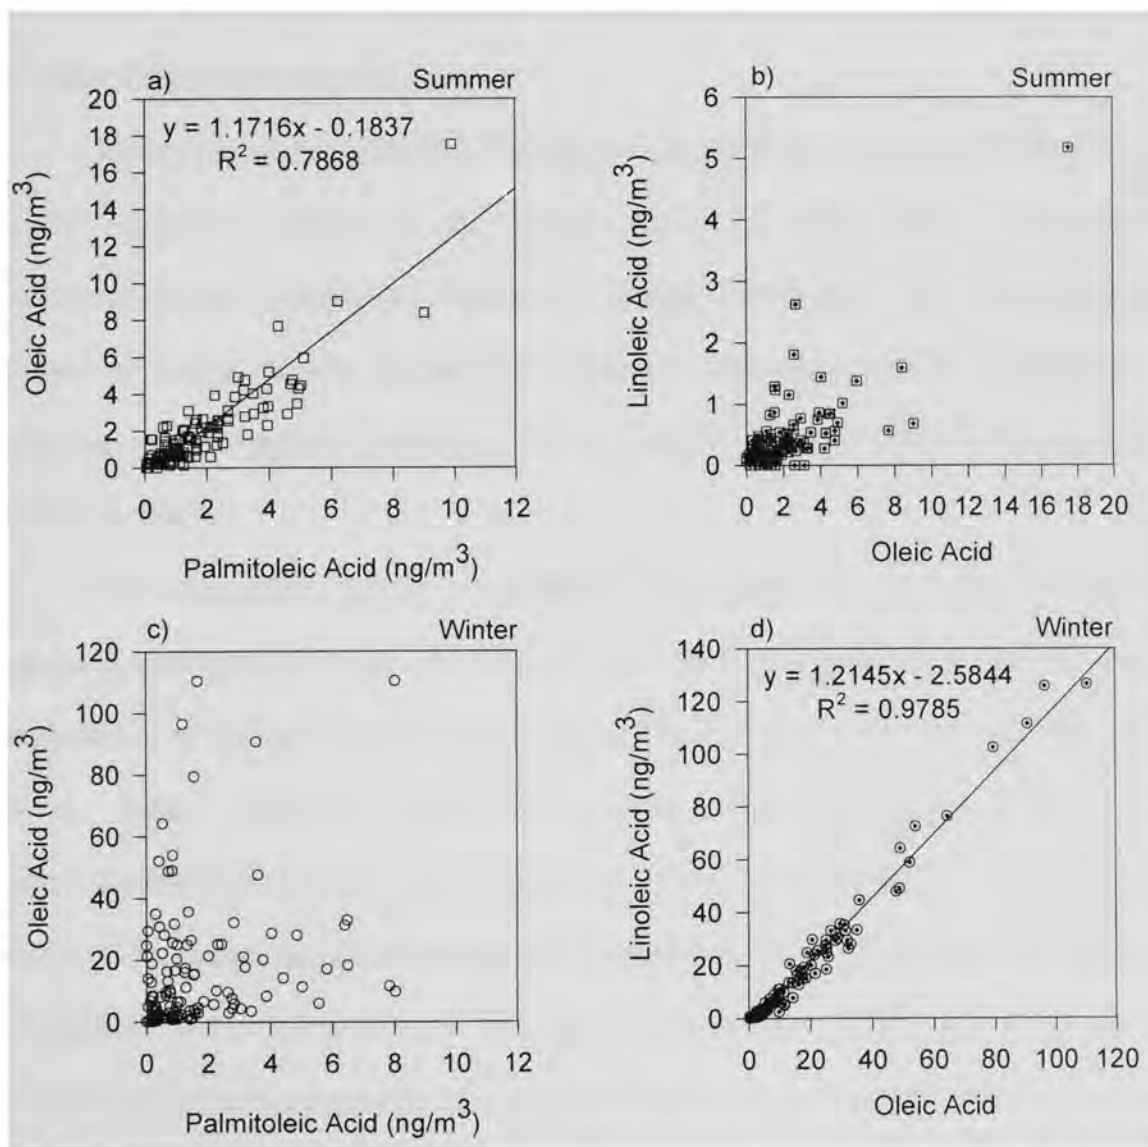 a) Summer
20
18
16
14
12
10
8
6
4
2
0
y = 1.1716x - 0.1837
R² = 0.7868
Oleic Acid (ng/m³)
0 2 4 6 8 10 12
Palmitoleic Acid (ng/m³)
b) Summer
6
5
4
3
2
1
0
Linoleic Acid (ng/m³)
0 2 4 6 8 10 12 14 16 18 20
Oleic Acid
c) Winter
120
100
80
60
40
20
0
Oleic Acid (ng/m³)
0 2 4 6 8 10 12
Palmitoleic Acid (ng/m³)
d) Winter
140
120
100
80
60
40
20
0
y = 1.2145x - 2.5844
R² = 0.9785
Linoleic Acid (ng/m³)
0 20 40 60 80 100 120
Oleic Acid